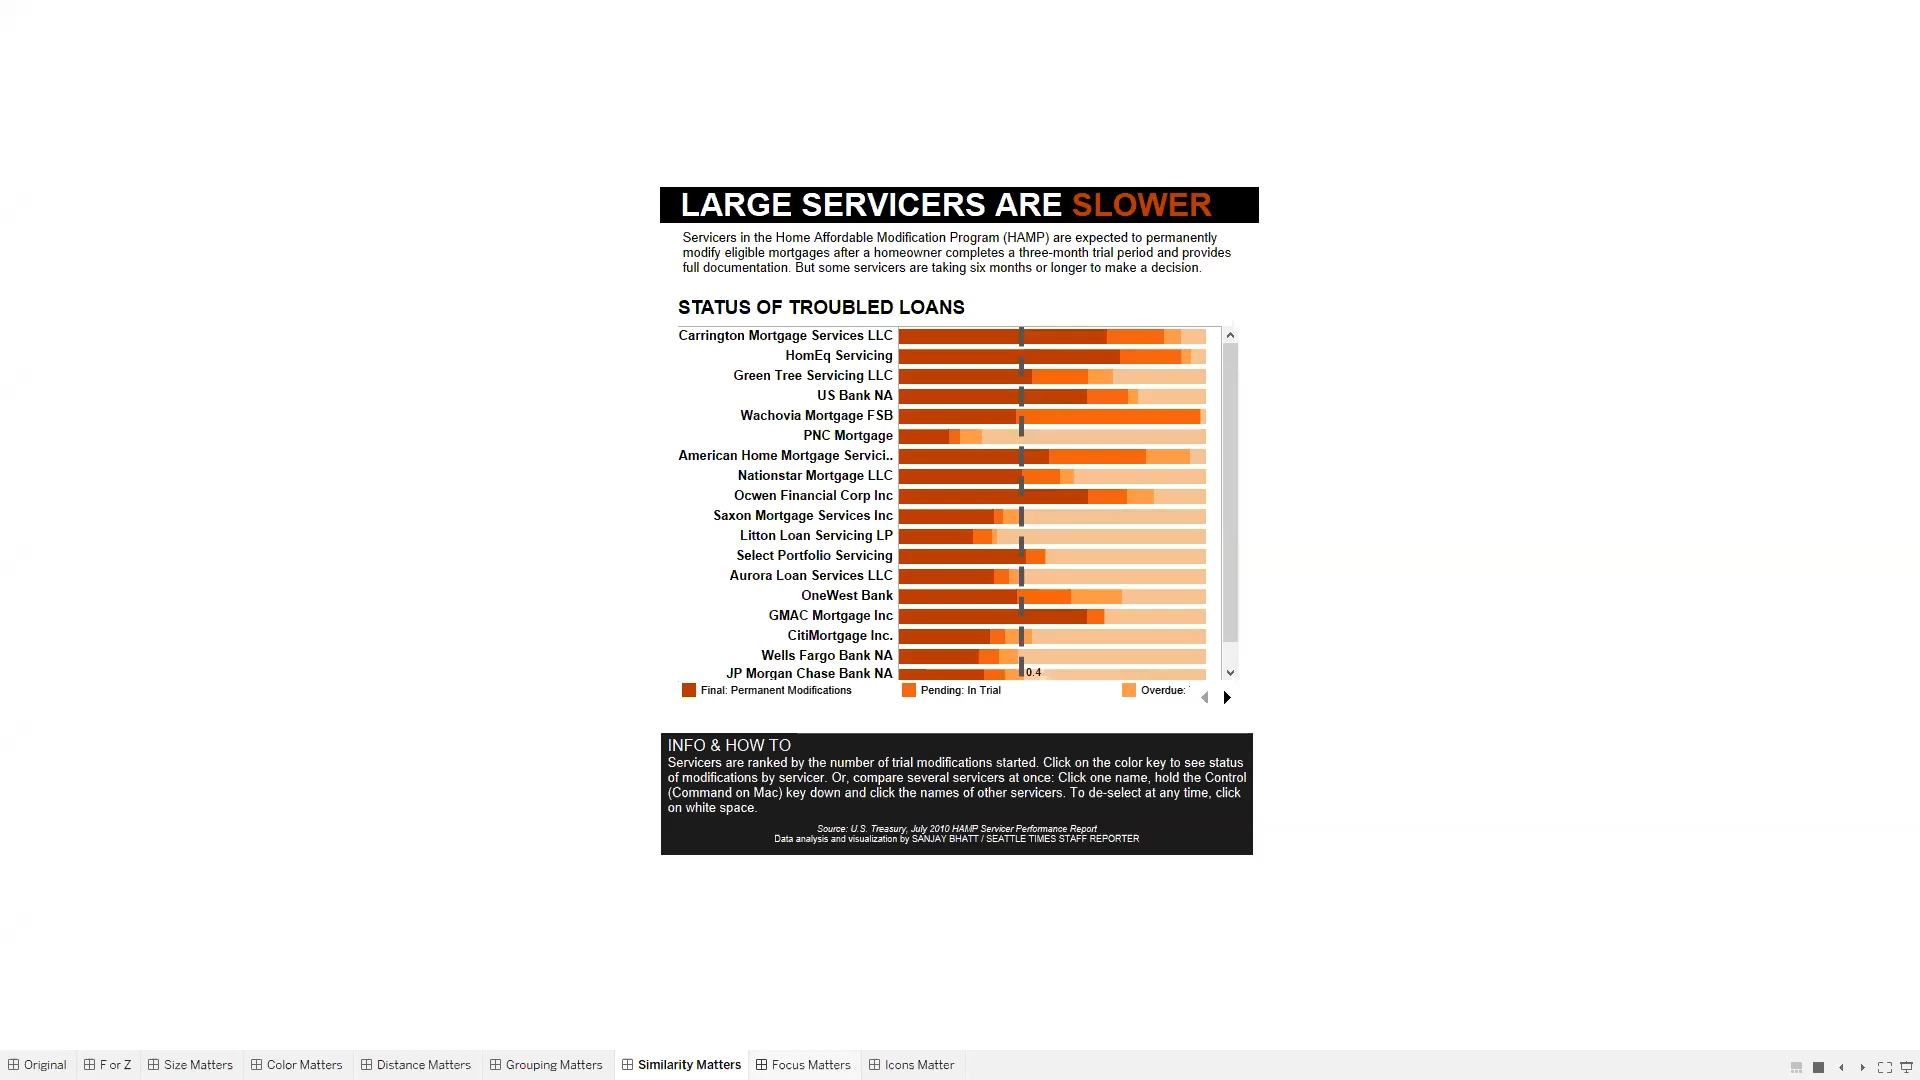 LARGE SERVICERS ARE SLOWER
Servicers in the Home Affordable Modification Program (HAMP) are expected to permanently
modify eligible mortgages after a homeowner completes a three-month trial period and provides
full documentation. But some servicers are taking six months or longer to make a decision.
STATUS OF TROUBLED LOANS
Carrington Mortgage Services LLC
HomEq Servicing
Green Tree Servicing LLC
US Bank NA
Wachovia Mortgage FSB
PNC Mortgage
American Home Mortgage Servici..
Nationstar Mortgage LLC
Ocwen Financial Corp Inc
Saxon Mortgage Services Inc
Litton Loan Servicing LP
Select Portfolio Servicing
Aurora Loan Services LLC
OneWest Bank
GMAC Mortgage Inc
CitiMortgage Inc.
Wells Fargo Bank NA
JP Morgan Chase Bank NA
0.4
Final: Permanent Modifications Pending: In Trial Overdue:
INFO & HOW TO
Servicers are ranked by the number of trial modifications started. Click on the color key to see status
of modifications by servicer. Or, compare several servicers at once: Click one name, hold the Control
(Command on Mac) key down and click the names of other servicers. To de-select at any time, click
on white space.
Source: U.S. Treasury, July 2010 HAMP Servicer Performance Report
Data analysis and visualization by SANJAY BHATT / SEATTLE TIMES STAFF REPORTER
Original F or Z Size Matters Color Matters Distance Matters Grouping Matters Similarity Matters Focus Matters Icons Matter